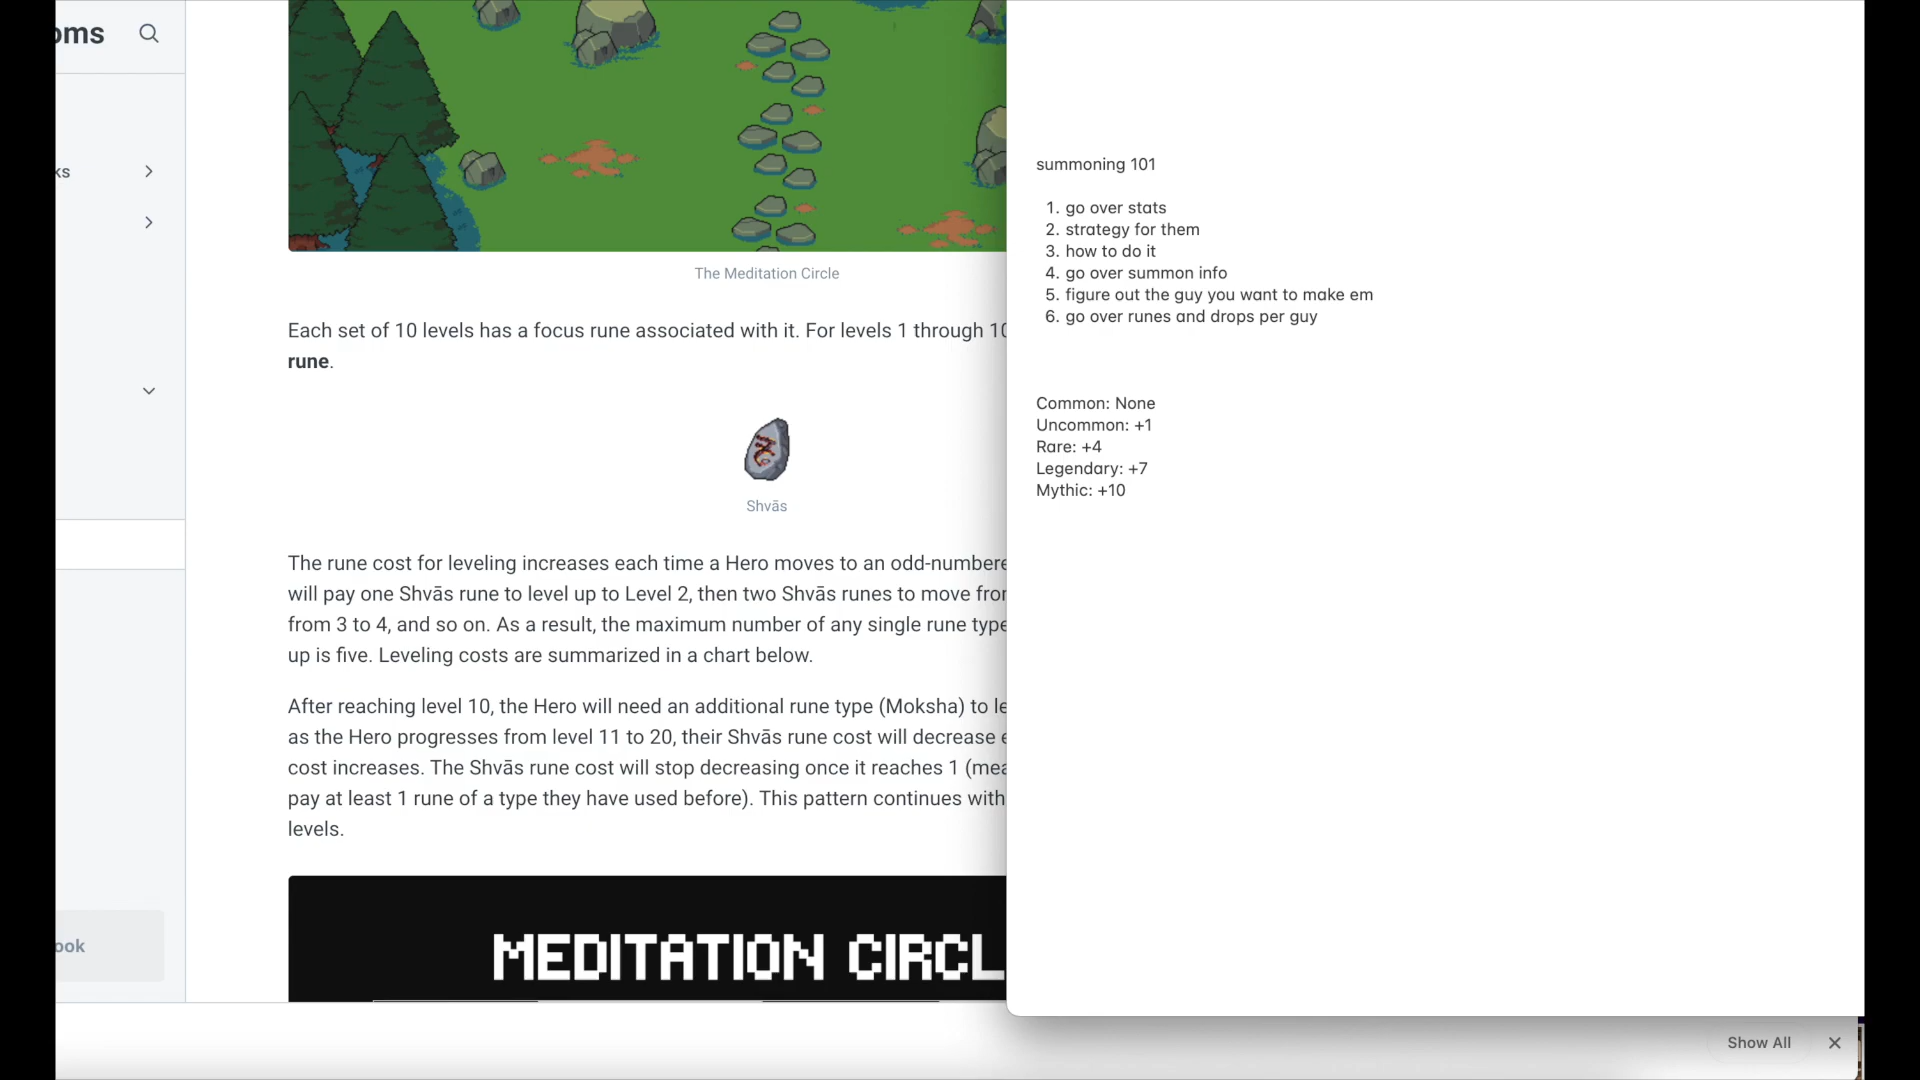 oms
ks
ook
The Meditation Circle
Each set of 10 levels has a focus rune associated with it. For levels 1 through 10
rune.
Shvās
The rune cost for leveling increases each time a Hero moves to an odd-numbere
will pay one Shvās rune to level up to Level 2, then two Shvās runes to move from
from 3 to 4, and so on. As a result, the maximum number of any single rune type
up is five. Leveling costs are summarized in a chart below.
After reaching level 10, the Hero will need an additional rune type (Moksha) to le
as the Hero progresses from level 11 to 20, their Shvās rune cost will decrease e
cost increases. The Shvās rune cost will stop decreasing once it reaches 1 (mea
pay at least 1 rune of a type they have used before). This pattern continues with
levels.
MEDITATION CIRCL
summoning 101
1. go over stats
2. strategy for them
3. how to do it
4. go over summon info
5. figure out the guy you want to make em
6. go over runes and drops per guy
Common: None
Uncommon: +1
Rare: +4
Legendary: +7
Mythic: +10
Show All